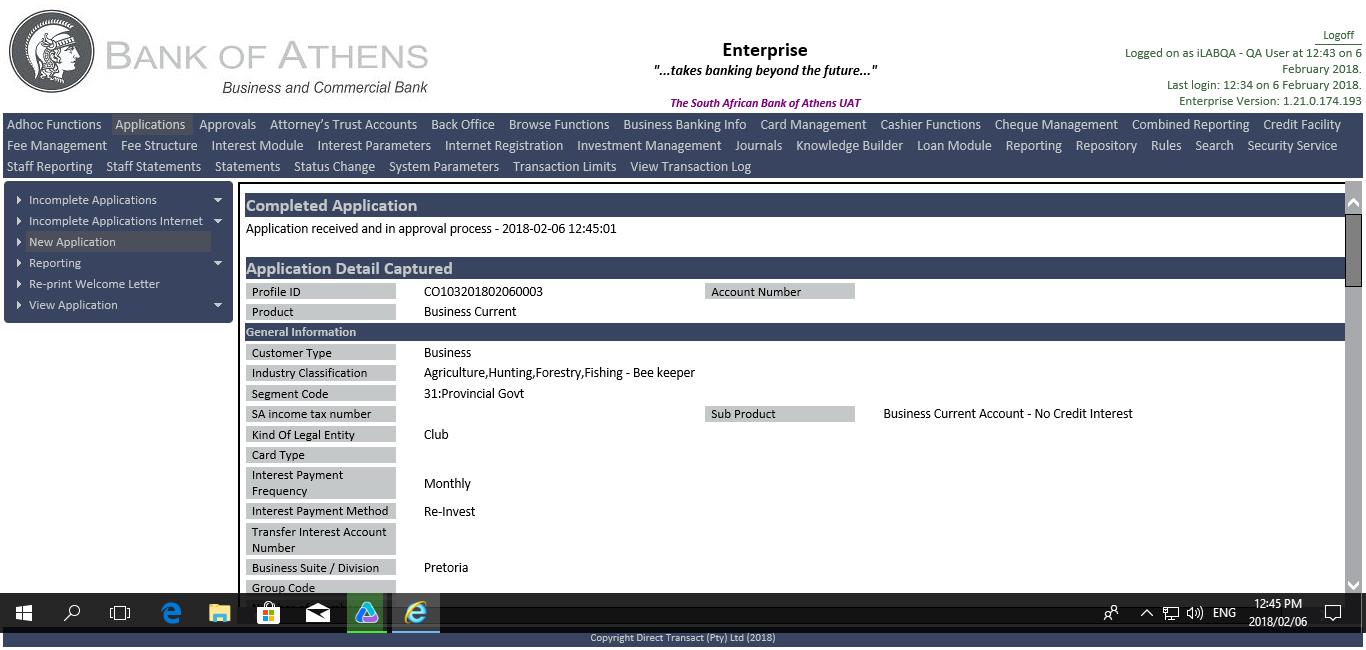 BANK OF ATHENS
Business and Commercial Bank
Enterprise
"...takes banking beyond the future..."
The South African Bank of Athens UAT
Logoff
Logged on as iLABQA - QA User at 12:43 on 6
February 2018.
Last login: 12:34 on 6 February 2018.
Enterprise Version: 1.21.0.174.193
Adhoc Functions Applications Approvals Attorney's Trust Accounts Back Office Browse Functions Business Banking Info Card Management Cashier Functions Cheque Management Combined Reporting Credit Facility
Fee Management Fee Structure Interest Module Interest Parameters Internet Registration Investment Management Journals Knowledge Builder Loan Module Reporting Repository Rules Search Security Service
Staff Reporting Staff Statements Statements Status Change System Parameters Transaction Limits View Transaction Log
Incomplete Applications
Incomplete Applications Internet
New Application
Reporting
Re-print Welcome Letter
View Application
Completed Application
Application received and in approval process - 2018-02-06 12:45:01
Application Detail Captured
Profile ID CO103201802060003 Account Number
Product Business Current
General Information
Customer Type Business
Industry Classification Agriculture,Hunting,Forestry,Fishing - Bee keeper
Segment Code 31:Provincial Govt
SA income tax number Sub Product Business Current Account - No Credit Interest
Kind Of Legal Entity Club
Card Type
Interest Payment
Frequency Monthly
Interest Payment Method Re-Invest
Transfer Interest Account
Number
Business Suite / Division Pretoria
Group Code
ENG
12:45 PM
2018/02/06
Copyright Direct Transact (Pty) Ltd (2018)